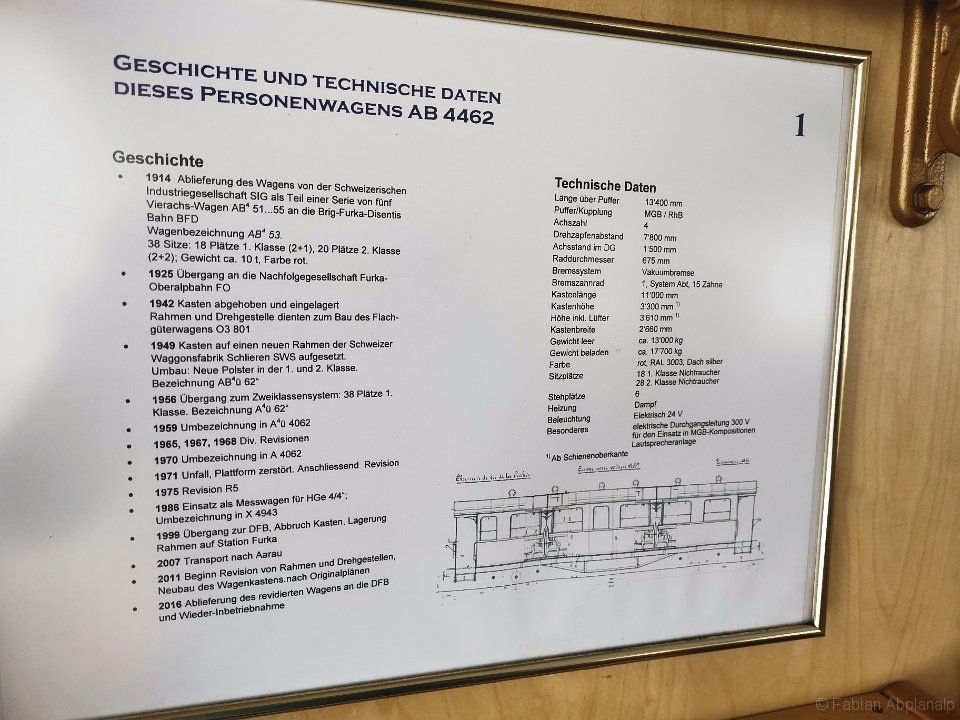 GESCHICHTE UND TECHNISCHE DATEN
DIESES PERSONENWAGENS AB 4462
1
Geschichte
• 1914 Ablieferung des Wagens von der Schweizerischen
Industriegesellschaft SIG als Teil einer Serie von fünf
Vierachs-Wagen AB⁴ 51...55 an die Brig-Furka-Disentis
Bahn BFD
Wagenbezeichnung AB⁴ 53.
38 Sitze: 18 Plätze 1. Klasse (2+1), 20 Plätze 2. Klasse
(2+2); Gewicht ca. 10 t, Farbe rot.
• 1925 Übergang an die Nachfolgegesellschaft Furka-
Oberalpbahn FO
• 1942 Kasten abgehoben und eingelagert
Rahmen und Drehgestelle dienten zum Bau des Flach-
güterwagens O3 801
• 1949 Kasten auf einen neuen Rahmen der Schweizer
Waggonsfabrik Schlieren SWS aufgesetzt.
Umbau: Neue Polster in der 1. und 2. Klasse.
Bezeichnung AB⁴ü 62“
• 1956 Übergang zum Zweiklassensystem: 38 Plätze 1.
Klasse. Bezeichnung A⁴ü 62“
• 1959 Umbezeichnung in A⁴ü 4062
• 1965, 1967, 1968 Div. Revisionen
• 1970 Umbezeichnung in A 4062
• 1971 Unfall, Plattform zerstört. Anschliessend Revision
• 1975 Revision R5
• 1986 Einsatz als Messwagen für HGe 4/4“;
Umbezeichnung in X 4943
• 1999 Übergang zur DFB, Abbruch Kasten, Lagerung
Rahmen auf Station Furka
• 2007 Transport nach Aarau
• 2011 Beginn Revision von Rahmen und Drehgestellen,
Neubau des Wagenkastens nach Originalplänen
• 2016 Ablieferung des revidierten Wagens an die DFB
und Wieder-Inbetriebnahme
Technische Daten
Länge über Puffer 13'400 mm
Puffer/Kupplung MGB / RhB
Achszahl 4
Drehzapfenabstand 7'800 mm
Achsstand im DG 1'500 mm
Raddurchmesser 675 mm
Bremssystem Vakuumbremse
Bremszahnrad 1, System Abt, 15 Zähne
Kastenlänge 11'000 mm
Kastenhöhe 3'300 mm ¹⁾
Höhe inkl. Lüfter 3'610 mm ¹⁾
Kastenbreite 2'660 mm
Gewicht leer ca. 13'000 kg
Gewicht beladen ca. 17'700 kg
Farbe rot, RAL 3003, Dach silber
Sitzplätze 18 1. Klasse Nichtraucher
28 2. Klasse Nichtraucher
Stehplätze 6
Heizung Dampf
Beleuchtung Elektrisch 24 V
Besonderes elektrische Durchgangsleitung 300 V
für den Einsatz in MGB-Kompositionen
Lautsprecheranlage
¹⁾ Ab Schienenoberkante
© Fabian Abplanalp